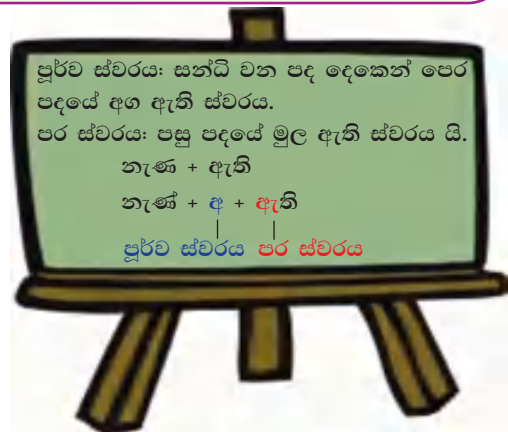 පූර්ව ස්වරය: සන්ධි වන පද දෙකෙන් පෙර
පදයේ අග ඇති ස්වරය.
පර ස්වරය: පසු පදයේ මුල ඇති ස්වරය යි.
නැණ + ඇති
නැණ් + අ + ඇති
පූර්ව ස්වරය පර ස්වරය